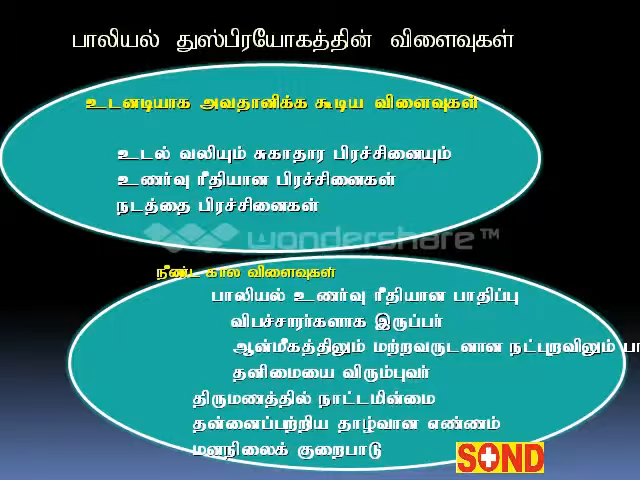 பாலியல் துஸ்பிரயோகத்தின் விளைவுகள்
உடனடியாக அவதானிக்க கூடிய விளைவுகள்
உடல் வலியும் சுகாதார பிரச்சினையும்
உணர்வு ரீதியான பிரச்சினைகள்
நடத்தை பிரச்சினைகள்
wondershare™
நீண்ட கால விளைவுகள்
பாலியல் உணர்வு ரீதியான பாதிப்பு
விபச்சாரர்களாக இருப்பர்
ஆன்மீகத்திலும் மற்றவருடனான நட்புறவிலும் பா
தனிமையை விரும்புவர்
திருமணத்தில் நாட்டமின்மை
தன்னைப்பற்றிய தாழ்வான எண்ணம்
மனநிலைக் குறைபாடு
SOND